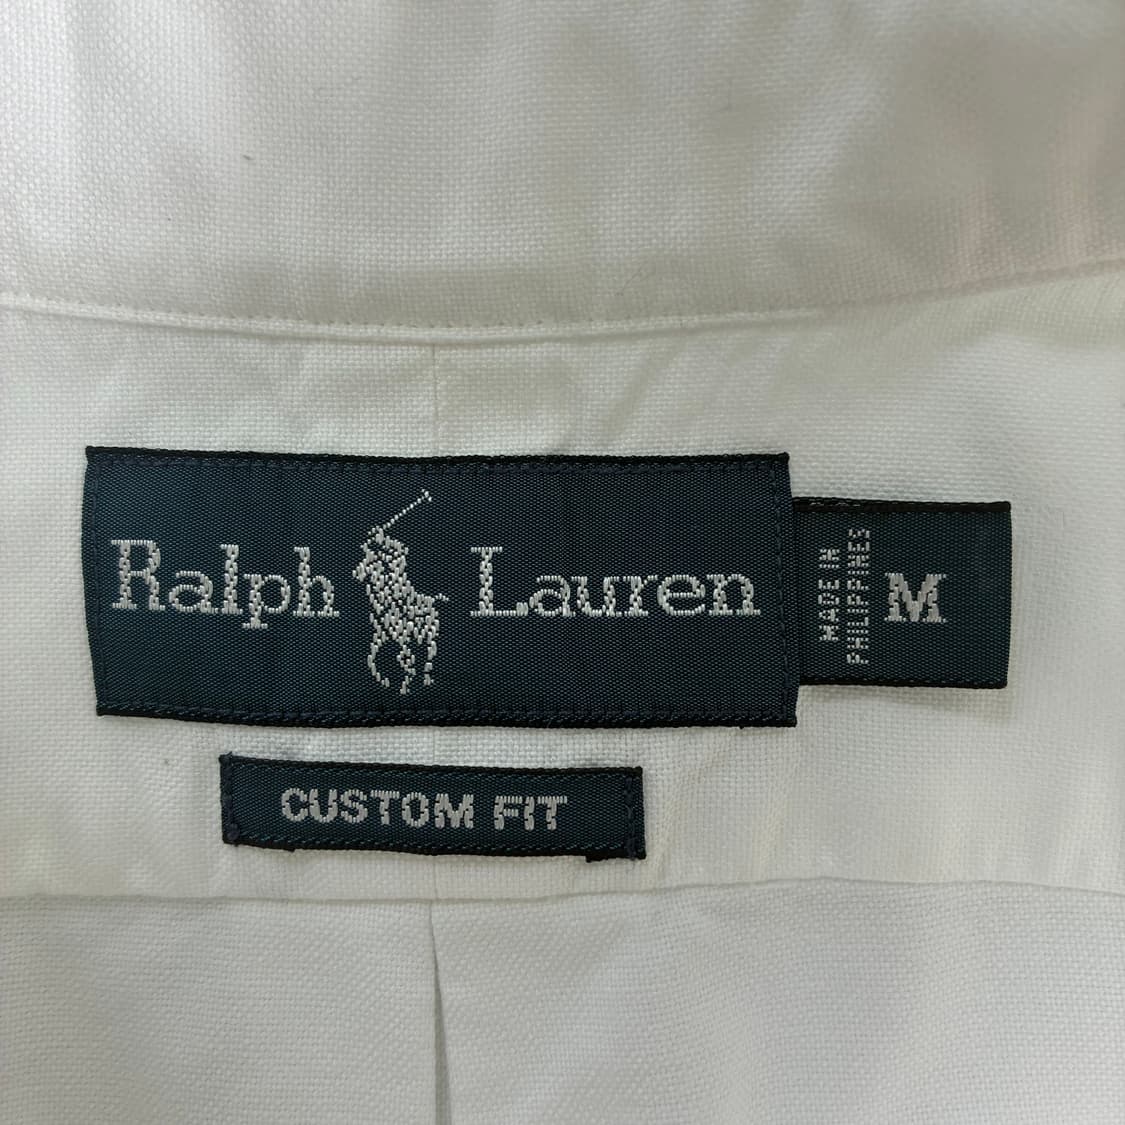 Ralph Lauren
MADE IN
PHILIPPINES
M
CUSTOM FIT